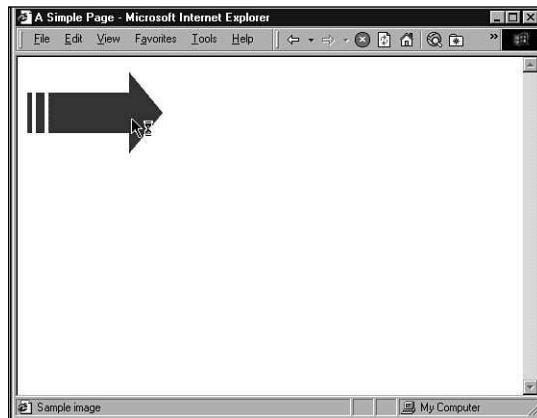 A Simple Page - Microsoft Internet Explorer
File Edit View Favorites Tools Help »
Sample image My Computer